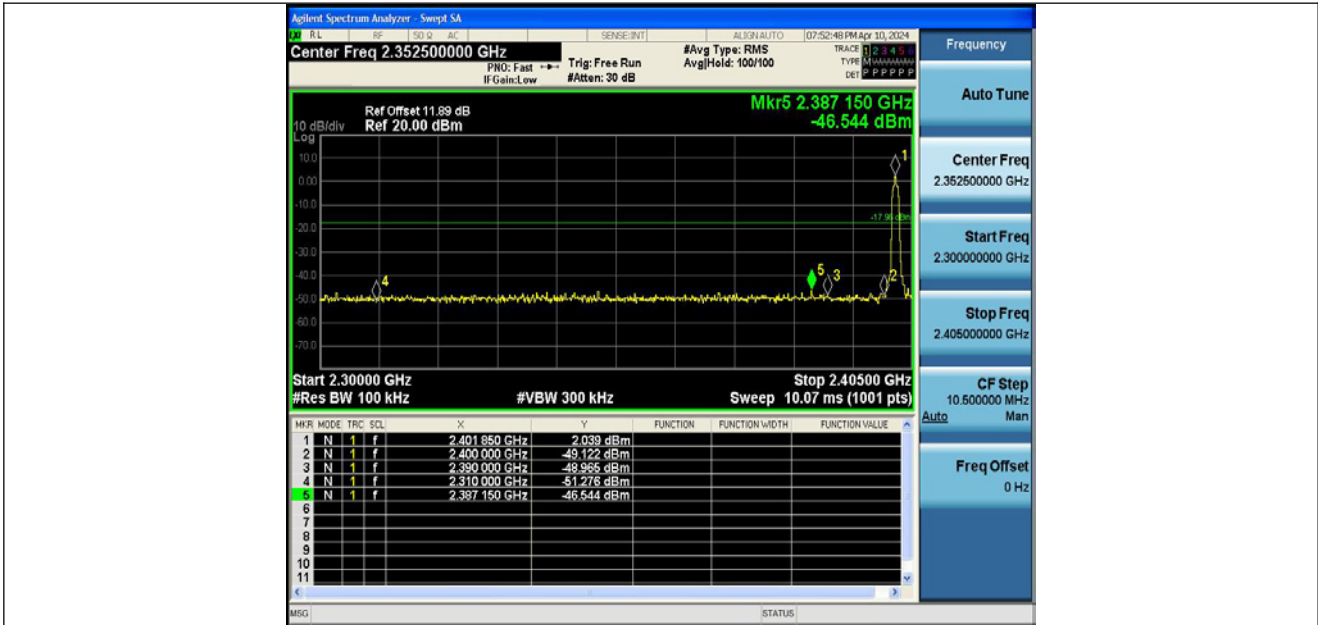 Agilent Spectrum Analyzer - Swept SA
RL RF 50 Ω AC SENSE:INT ALIGN AUTO 07:52:48 PM Apr 10, 2024
Center Freq 2.352500000 GHz
PNO: Fast
IFGain:Low
Trig: Free Run
#Atten: 30 dB
#Avg Type: RMS
Avg|Hold: 100/100
TRACE 1 2 3 4 5 6
TYPE
DET P P P P P P
Ref Offset 11.89 dB
10 dB/div Ref 20.00 dBm
Log
Mkr5 2.387 150 GHz
-46.544 dBm
10.0
0.00
-10.0
-20.0
-30.0
-40.0
-50.0
-60.0
-70.0
-17.96 dBm
1
4
5
3
2
Start 2.30000 GHz Stop 2.40500 GHz
#Res BW 100 kHz #VBW 300 kHz Sweep 10.07 ms (1001 pts)
MKR MODE TRC SCL X Y FUNCTION FUNCTION WIDTH FUNCTION VALUE
1 N 1 f 2.401 850 GHz 2.039 dBm
2 N 1 f 2.400 000 GHz -49.122 dBm
3 N 1 f 2.390 000 GHz -48.965 dBm
4 N 1 f 2.310 000 GHz -51.276 dBm
5 N 1 f 2.387 150 GHz -46.544 dBm
6
7
8
9
10
11
MSG STATUS
Frequency
Auto Tune
Center Freq
2.352500000 GHz
Start Freq
2.300000000 GHz
Stop Freq
2.405000000 GHz
CF Step
10.500000 MHz
Auto Man
Freq Offset
0 Hz